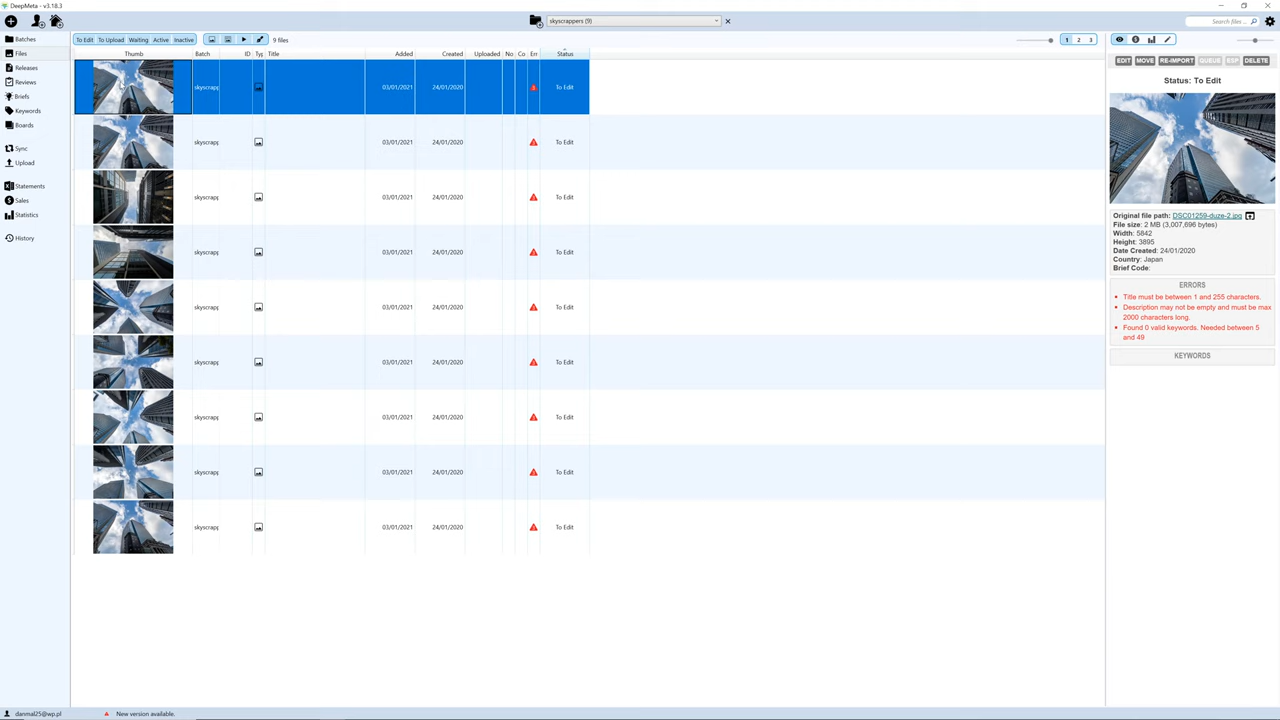 DeepMeta - v3.18.3
skyscrappers (9)
Search files ...
Batches
Files
Releases
Reviews
Briefs
Keywords
Boards
Sync
Upload
Statements
Sales
Statistics
History
To Edit To Upload Waiting Active Inactive 9 files 1 2 3
Thumb Batch ID Typ Title Added Created Uploaded No Co Err Status
skyscrapp 03/01/2021 24/01/2020 To Edit
skyscrapp 03/01/2021 24/01/2020 To Edit
skyscrapp 03/01/2021 24/01/2020 To Edit
skyscrapp 03/01/2021 24/01/2020 To Edit
skyscrapp 03/01/2021 24/01/2020 To Edit
skyscrapp 03/01/2021 24/01/2020 To Edit
skyscrapp 03/01/2021 24/01/2020 To Edit
skyscrapp 03/01/2021 24/01/2020 To Edit
skyscrapp 03/01/2021 24/01/2020 To Edit
EDIT MOVE RE-IMPORT QUEUE ESP DELETE
Status: To Edit
Original file path: DSC01259-duze-2.jpg
File size: 2 MB (3,007,696 bytes)
Width: 5842
Height: 3895
Date Created: 24/01/2020
Country: Japan
Brief Code:
ERRORS
Title must be between 1 and 255 characters.
Description may not be empty and must be max
2000 characters long.
Found 0 valid keywords. Needed between 5
and 49
KEYWORDS
danmal25@wp.pl New version available.